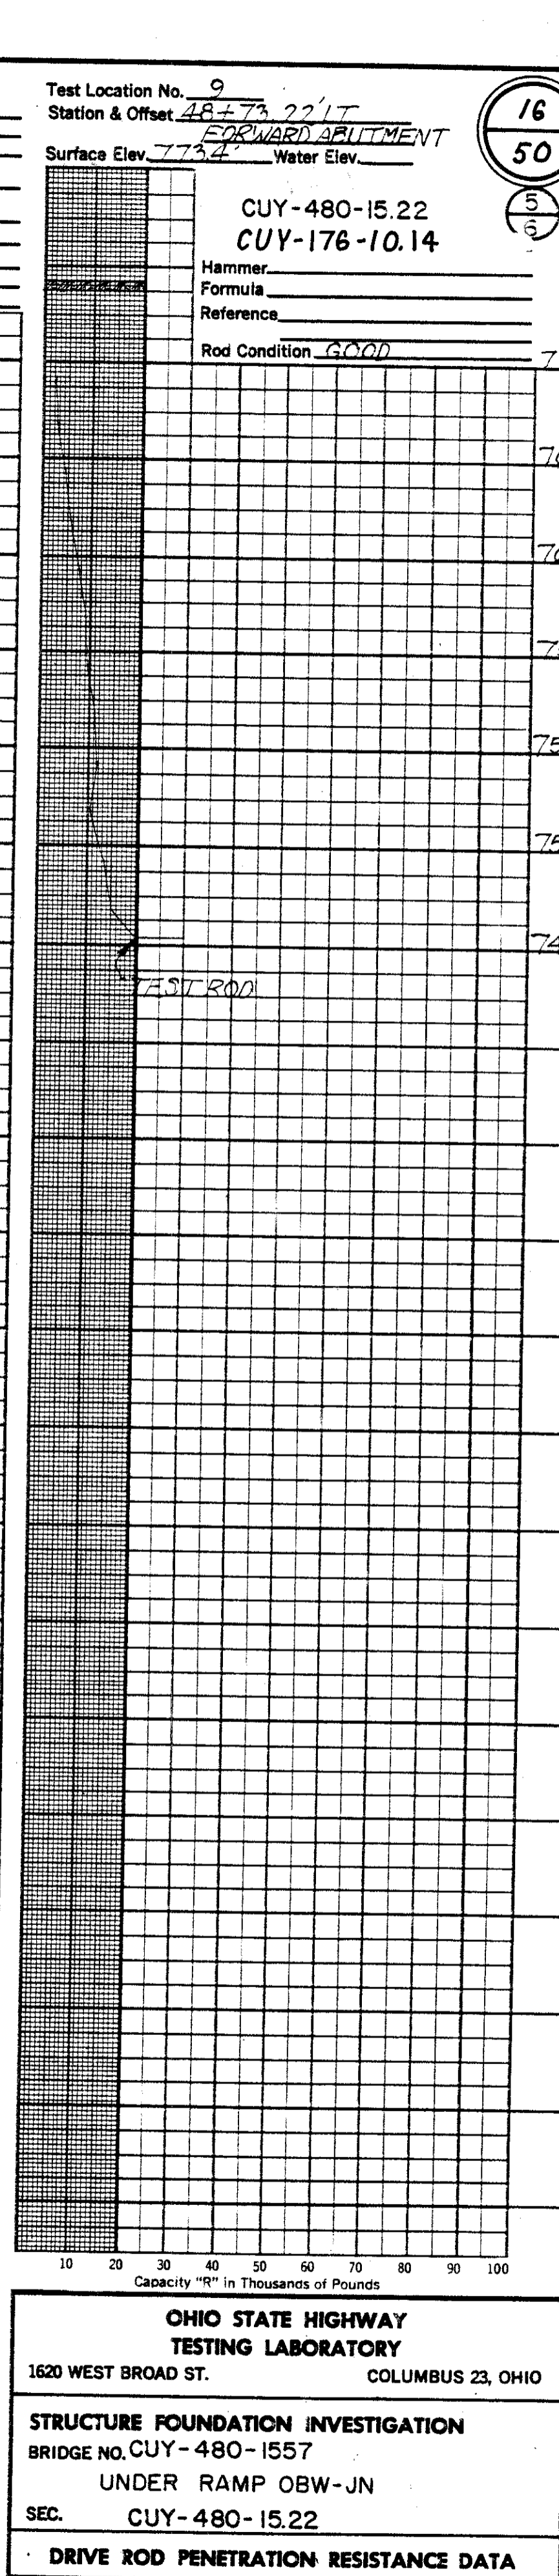 Test Location No. 9
Station & Offset 48+73 22' LT
FORWARD ABUTMENT
Surface Elev. 773.4' Water Elev.
16
50
5
6
CUY-480-15.22
CUY-176-10.14
Hammer
Formula
Reference
Rod Condition GOOD
75
75
74
TEST ROD
10 20 30 40 50 60 70 80 90 100
Capacity "R" in Thousands of Pounds
OHIO STATE HIGHWAY
TESTING LABORATORY
1620 WEST BROAD ST. COLUMBUS 23, OHIO
STRUCTURE FOUNDATION INVESTIGATION
BRIDGE NO. CUY-480-1557
UNDER RAMP OBW-JN
SEC. CUY-480-15.22
DRIVE ROD PENETRATION RESISTANCE DATA